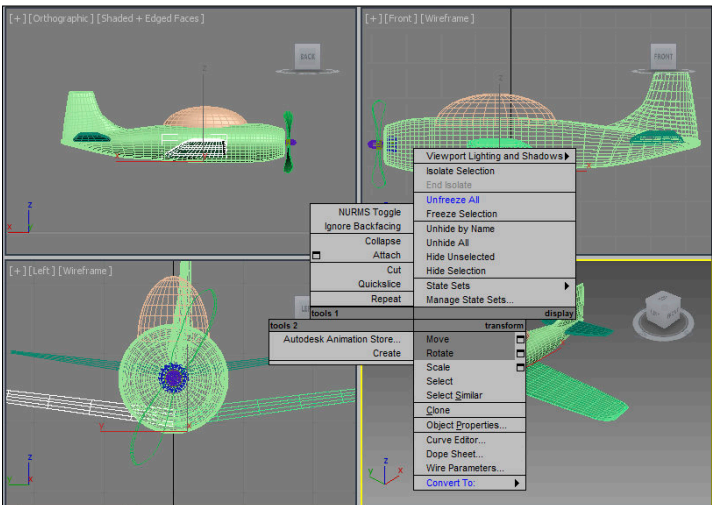 [+][Orthographic][Shaded + Edged Faces]
BACK
z
x
z
x
[+][Front][Wireframe]
FRONT
x
Viewport Lighting and Shadows
Isolate Selection
End Isolate
Unfreeze All
Freeze Selection
Unhide by Name
Unhide All
Hide Unselected
Hide Selection
State Sets
Manage State Sets...
display
NURMS Toggle
Ignore Backfacing
Collapse
Attach
Cut
Quickslice
Repeat
tools 1
tools 2
Autodesk Animation Store...
Create
transform
Move
Rotate
Scale
Select
Select Similar
Clone
Object Properties...
Curve Editor...
Dope Sheet...
Wire Parameters...
Convert To:
[+][Left][Wireframe]
y
x
z
y
x
z
y
x